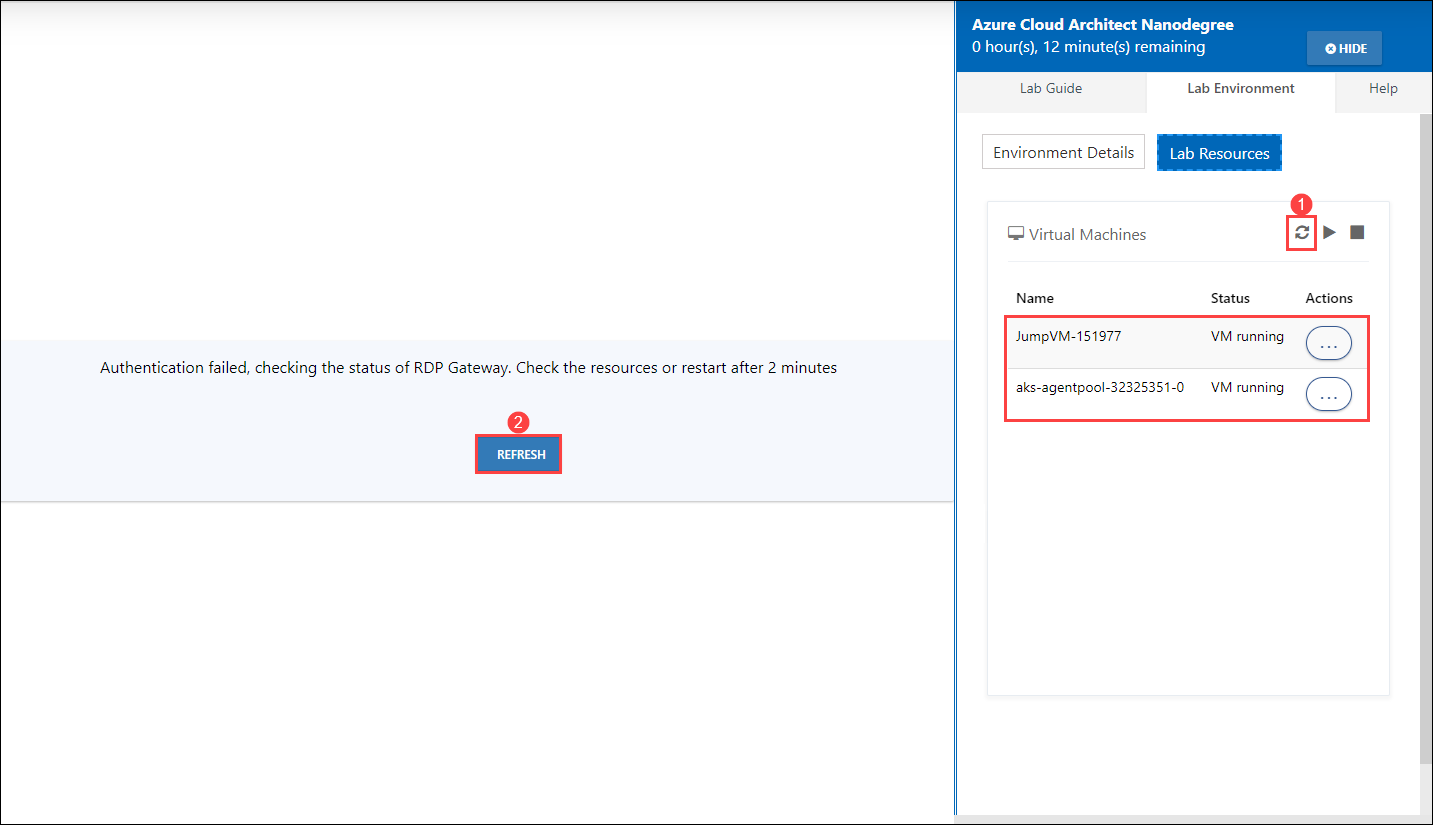 Azure Cloud Architect Nanodegree
0 hour(s), 12 minute(s) remaining
HIDE
Lab Guide
Lab Environment
Help
Environment Details
Lab Resources
1
Virtual Machines
Name Status Actions
JumpVM-151977 VM running ...
aks-agentpool-32325351-0 VM running ...
Authentication failed, checking the status of RDP Gateway. Check the resources or restart after 2 minutes
2
REFRESH